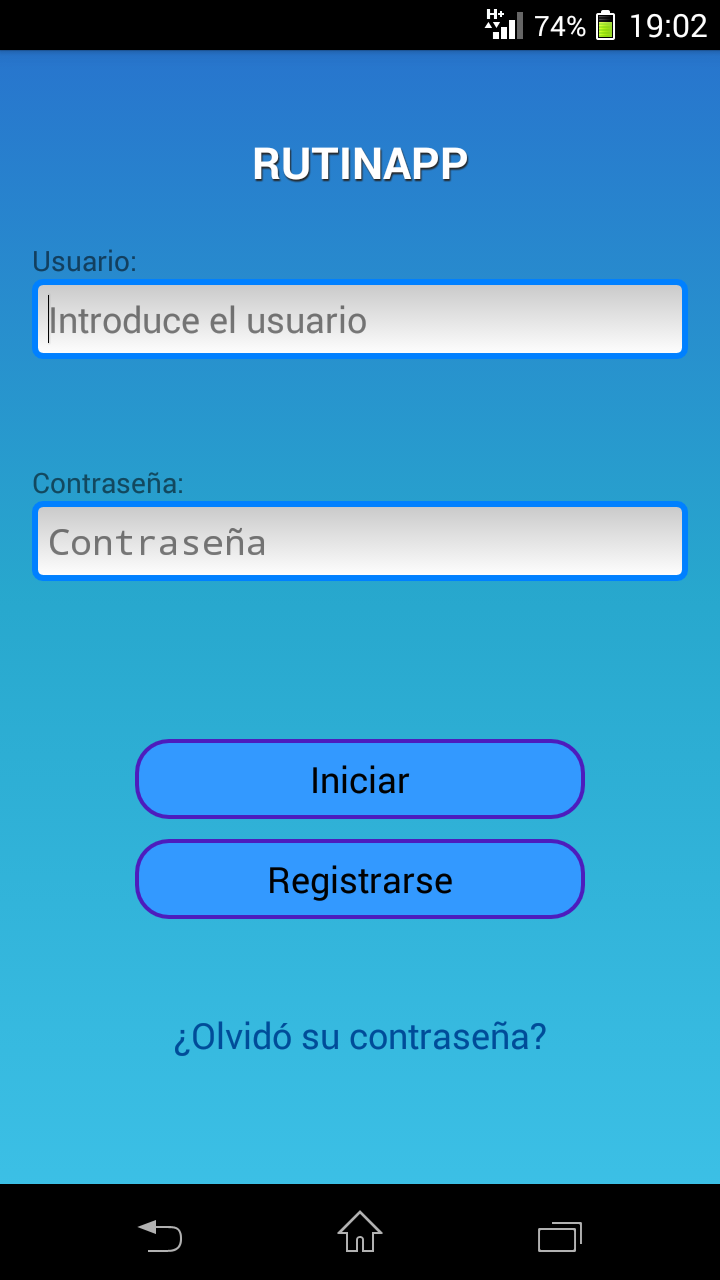 H+ 74% 19:02
RUTINAPP
Usuario:
Introduce el usuario
Contraseña:
Contraseña
Iniciar
Registrarse
¿Olvidó su contraseña?